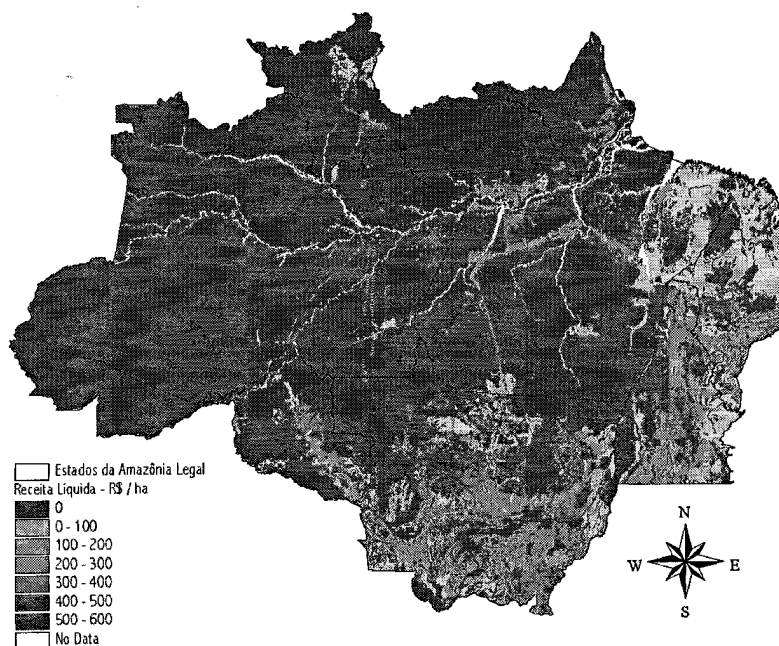 Estados da Amazônia Legal
Receita Líquida - R$ / ha
0
0 - 100
100 - 200
200 - 300
300 - 400
400 - 500
500 - 600
No Data
N
W E
S